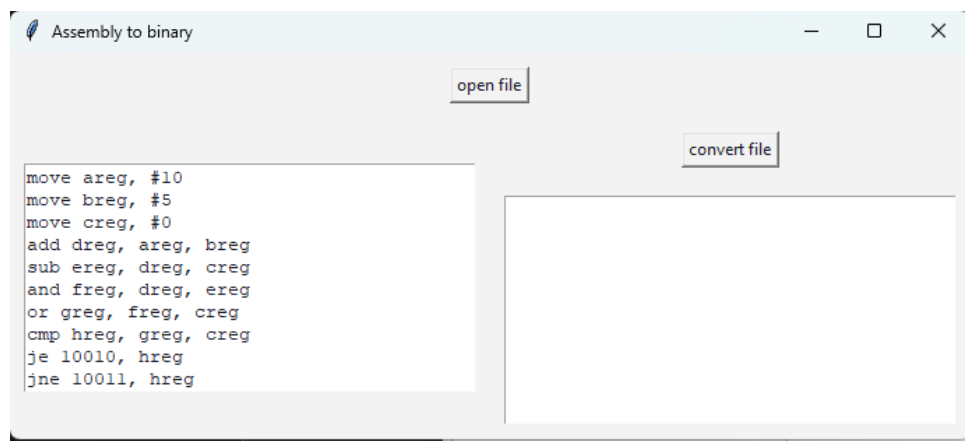 Assembly to binary
open file
convert file
move areg, #10
move breg, #5
move creg, #0
add dreg, areg, breg
sub ereg, dreg, creg
and freg, dreg, ereg
or greg, freg, creg
cmp hreg, greg, creg
je 10010, hreg
jne 10011, hreg